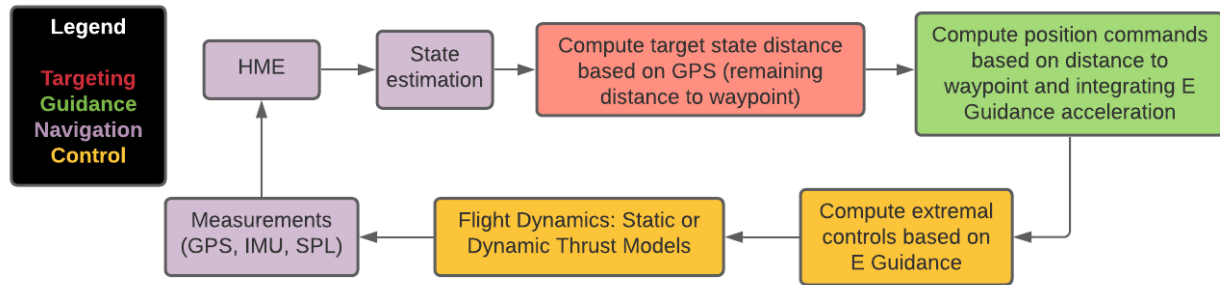 Legend
Targeting
Guidance
Navigation
Control
HME
State
estimation
Compute target state distance
based on GPS (remaining
distance to waypoint)
Compute position commands
based on distance to
waypoint and integrating E
Guidance acceleration
Measurements
(GPS, IMU, SPL)
Flight Dynamics: Static or
Dynamic Thrust Models
Compute extremal
controls based on
E Guidance